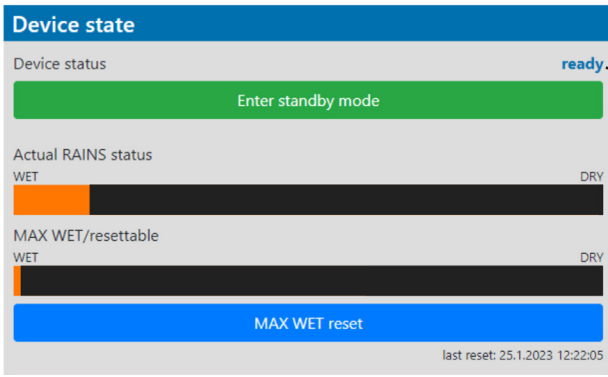 Device state
Device status ready.
Enter standby mode
Actual RAINS status
WET DRY
MAX WET/resettable
WET DRY
MAX WET reset
last reset: 25.1.2023 12:22:05